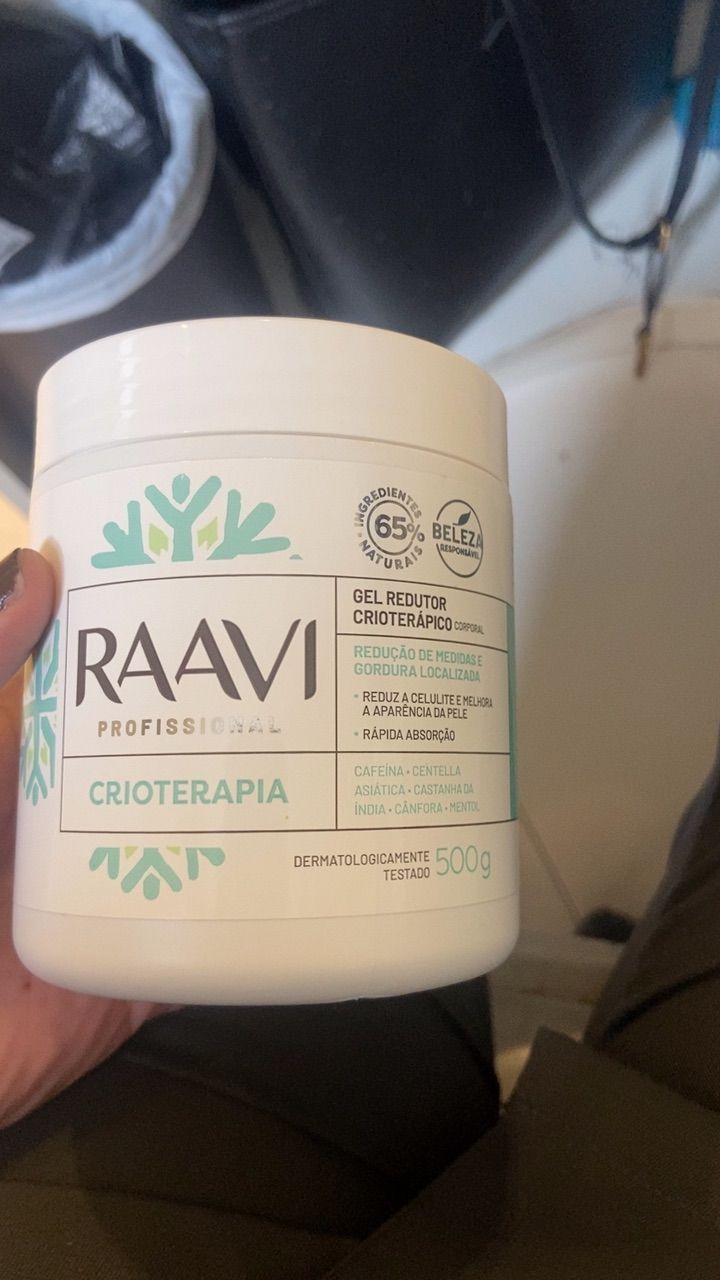 INGREDIENTES
65%
NATURAIS
BELEZA
RESPONSÁVEL
RAAVI
PROFISSIONAL
CRIOTERAPIA
GEL REDUTOR
CRIOTERÁPICO CORPORAL
REDUÇÃO DE MEDIDAS E
GORDURA LOCALIZADA
• REDUZ A CELULITE E MELHORA
A APARÊNCIA DA PELE
• RÁPIDA ABSORÇÃO
CAFEÍNA • CENTELLA
ASIÁTICA • CASTANHA DA
ÍNDIA • CÂNFORA • MENTOL
DERMATOLOGICAMENTE
TESTADO
500g